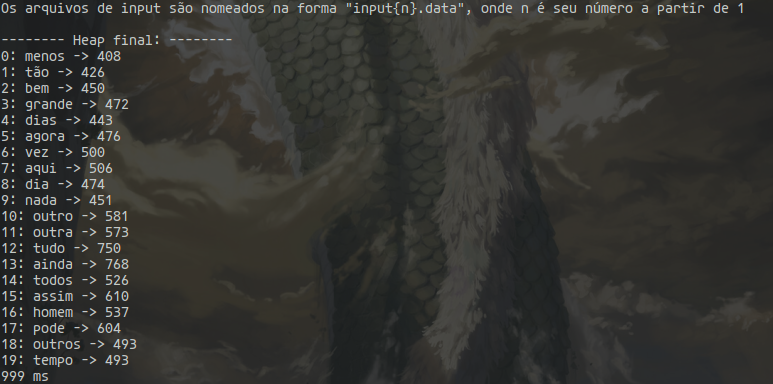 Os arquivos de input são nomeados na forma "input{n}.data", onde n é seu número a partir de 1
-------- Heap final: --------
0: menos -> 408
1: tão -> 426
2: bem -> 450
3: grande -> 472
4: dias -> 443
5: agora -> 476
6: vez -> 500
7: aqui -> 506
8: dia -> 474
9: nada -> 451
10: outro -> 581
11: outra -> 573
12: tudo -> 750
13: ainda -> 768
14: todos -> 526
15: assim -> 610
16: homem -> 537
17: pode -> 604
18: outros -> 493
19: tempo -> 493
999 ms